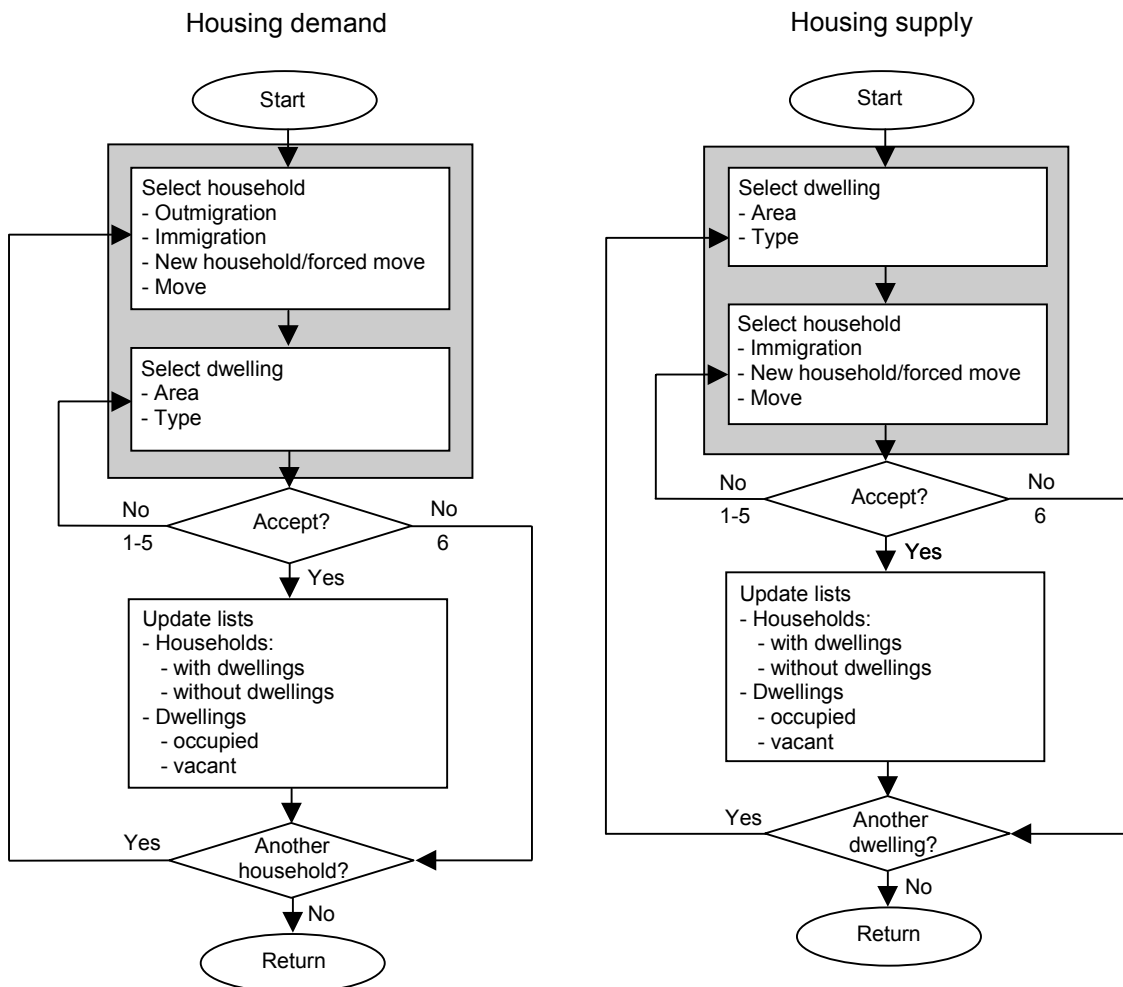 Housing demand
Start
Select household
- Outmigration
- Immigration
- New household/forced move
- Move
Select dwelling
- Area
- Type
No
1-5
Accept?
No
6
Yes
Update lists
- Households:
- with dwellings
- without dwellings
- Dwellings
- occupied
- vacant
Yes
Another
household?
No
Return
Housing supply
Start
Select dwelling
- Area
- Type
Select household
- Immigration
- New household/forced move
- Move
No
1-5
Accept?
No
6
Yes
Update lists
- Households:
- with dwellings
- without dwellings
- Dwellings
- occupied
- vacant
Yes
Another
dwelling?
No
Return